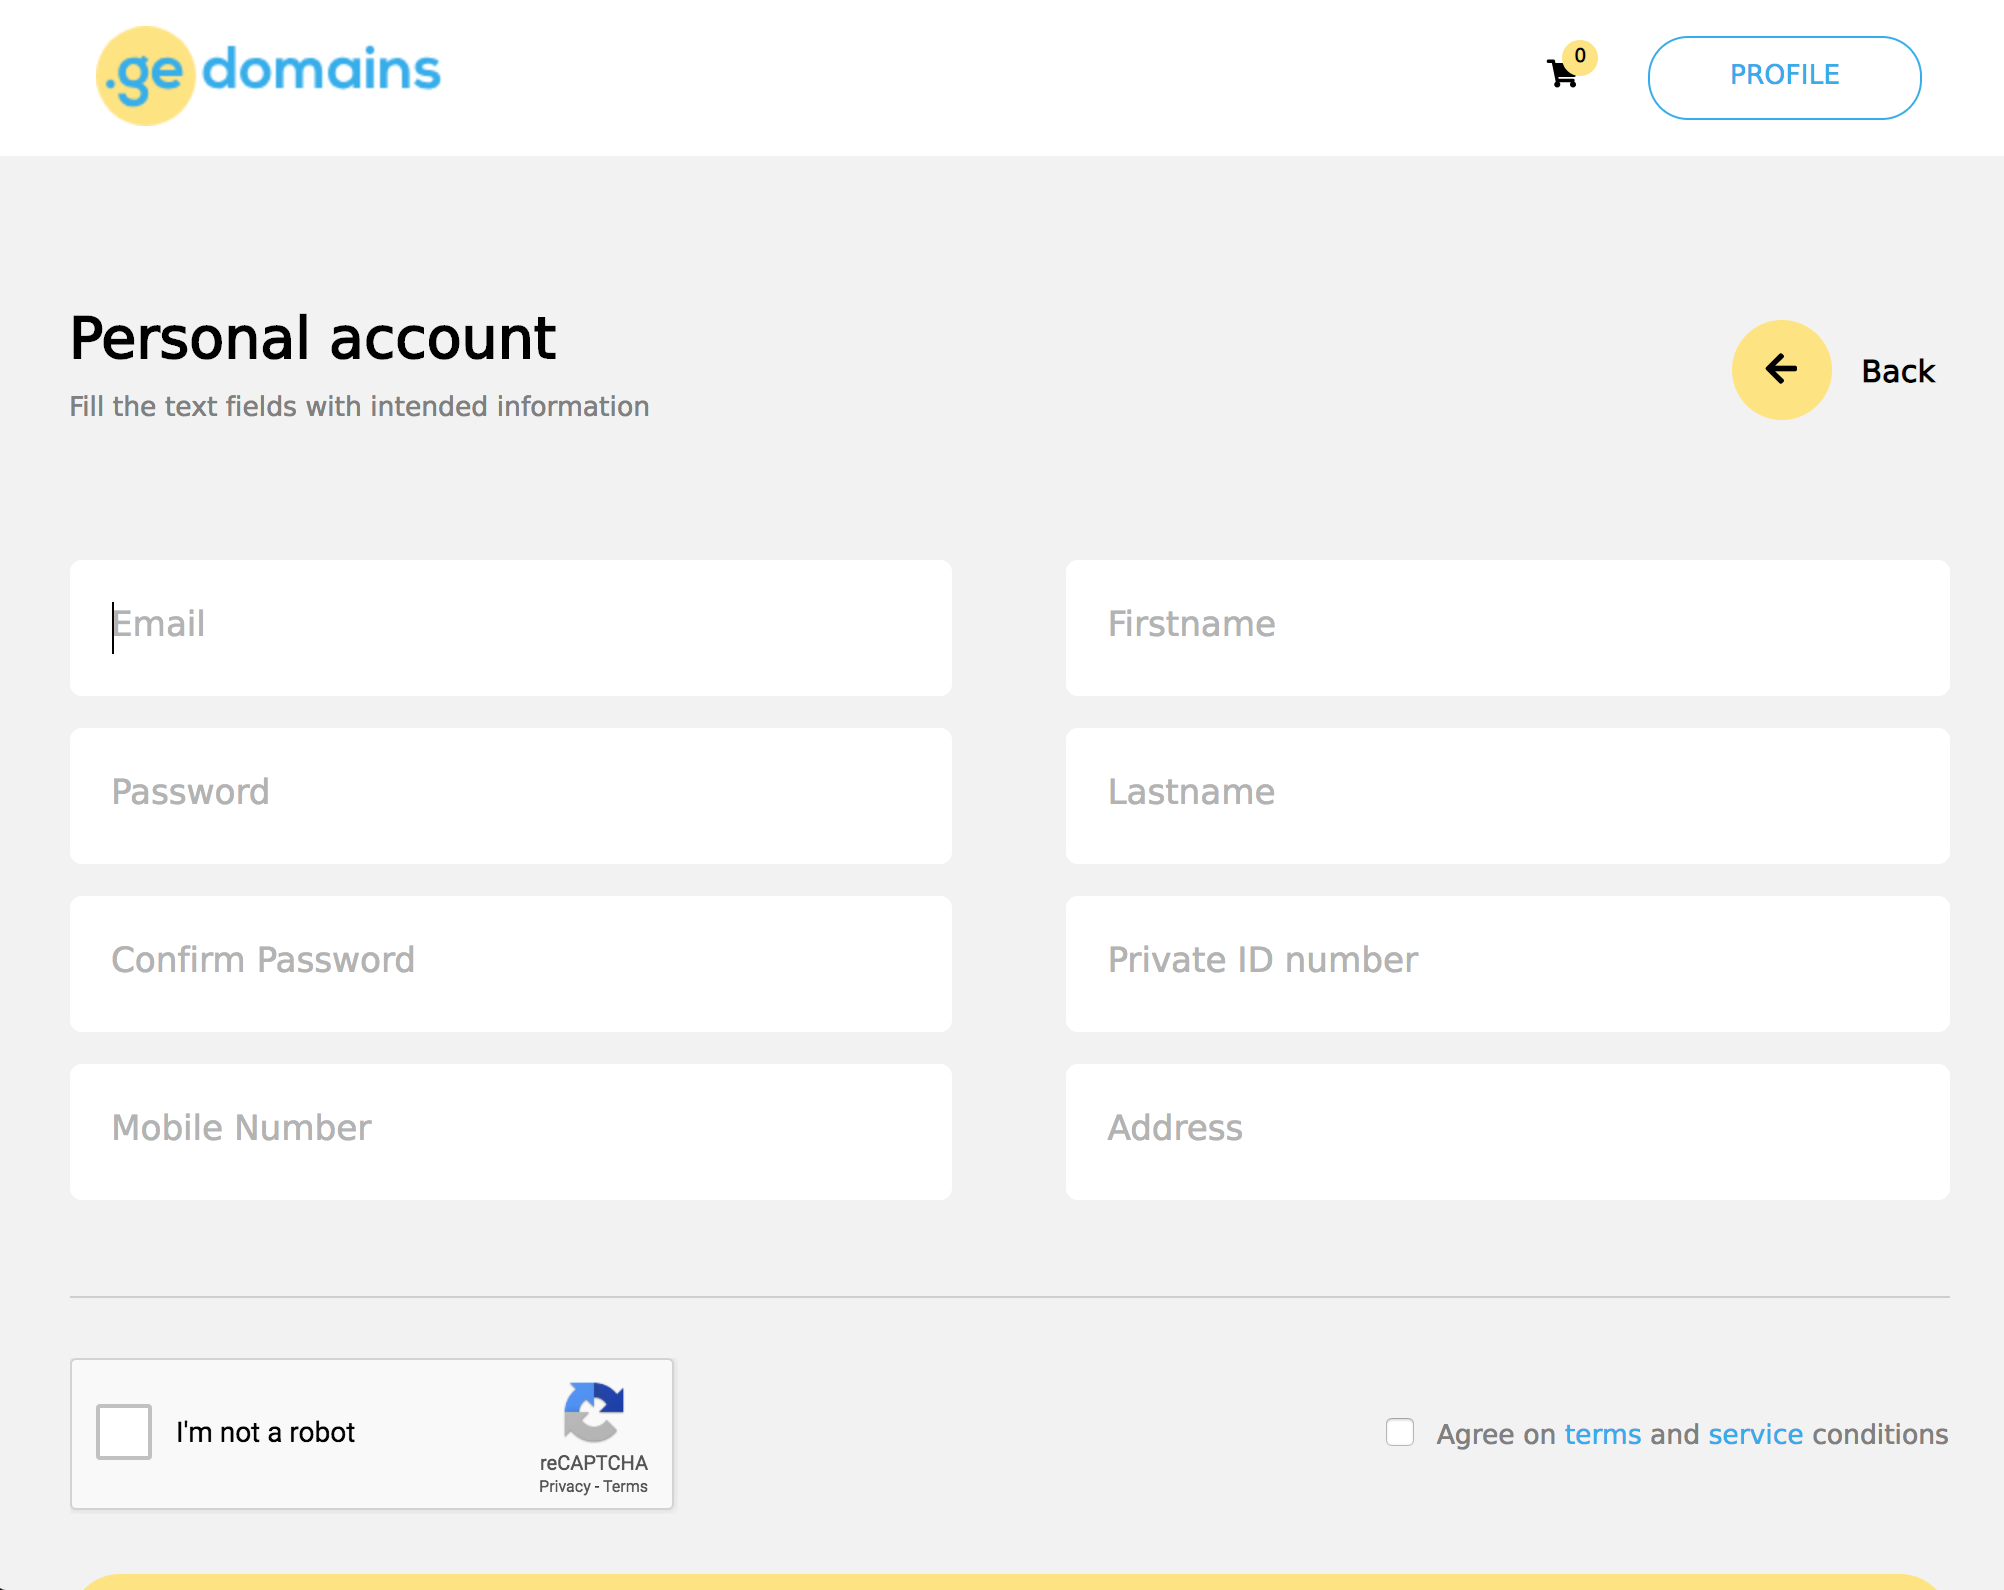 .ge domains
0
PROFILE
Personal account
Fill the text fields with intended information
Back
Email
Firstname
Password
Lastname
Confirm Password
Private ID number
Mobile Number
Address
I'm not a robot
reCAPTCHA
Privacy - Terms
Agree on terms and service conditions